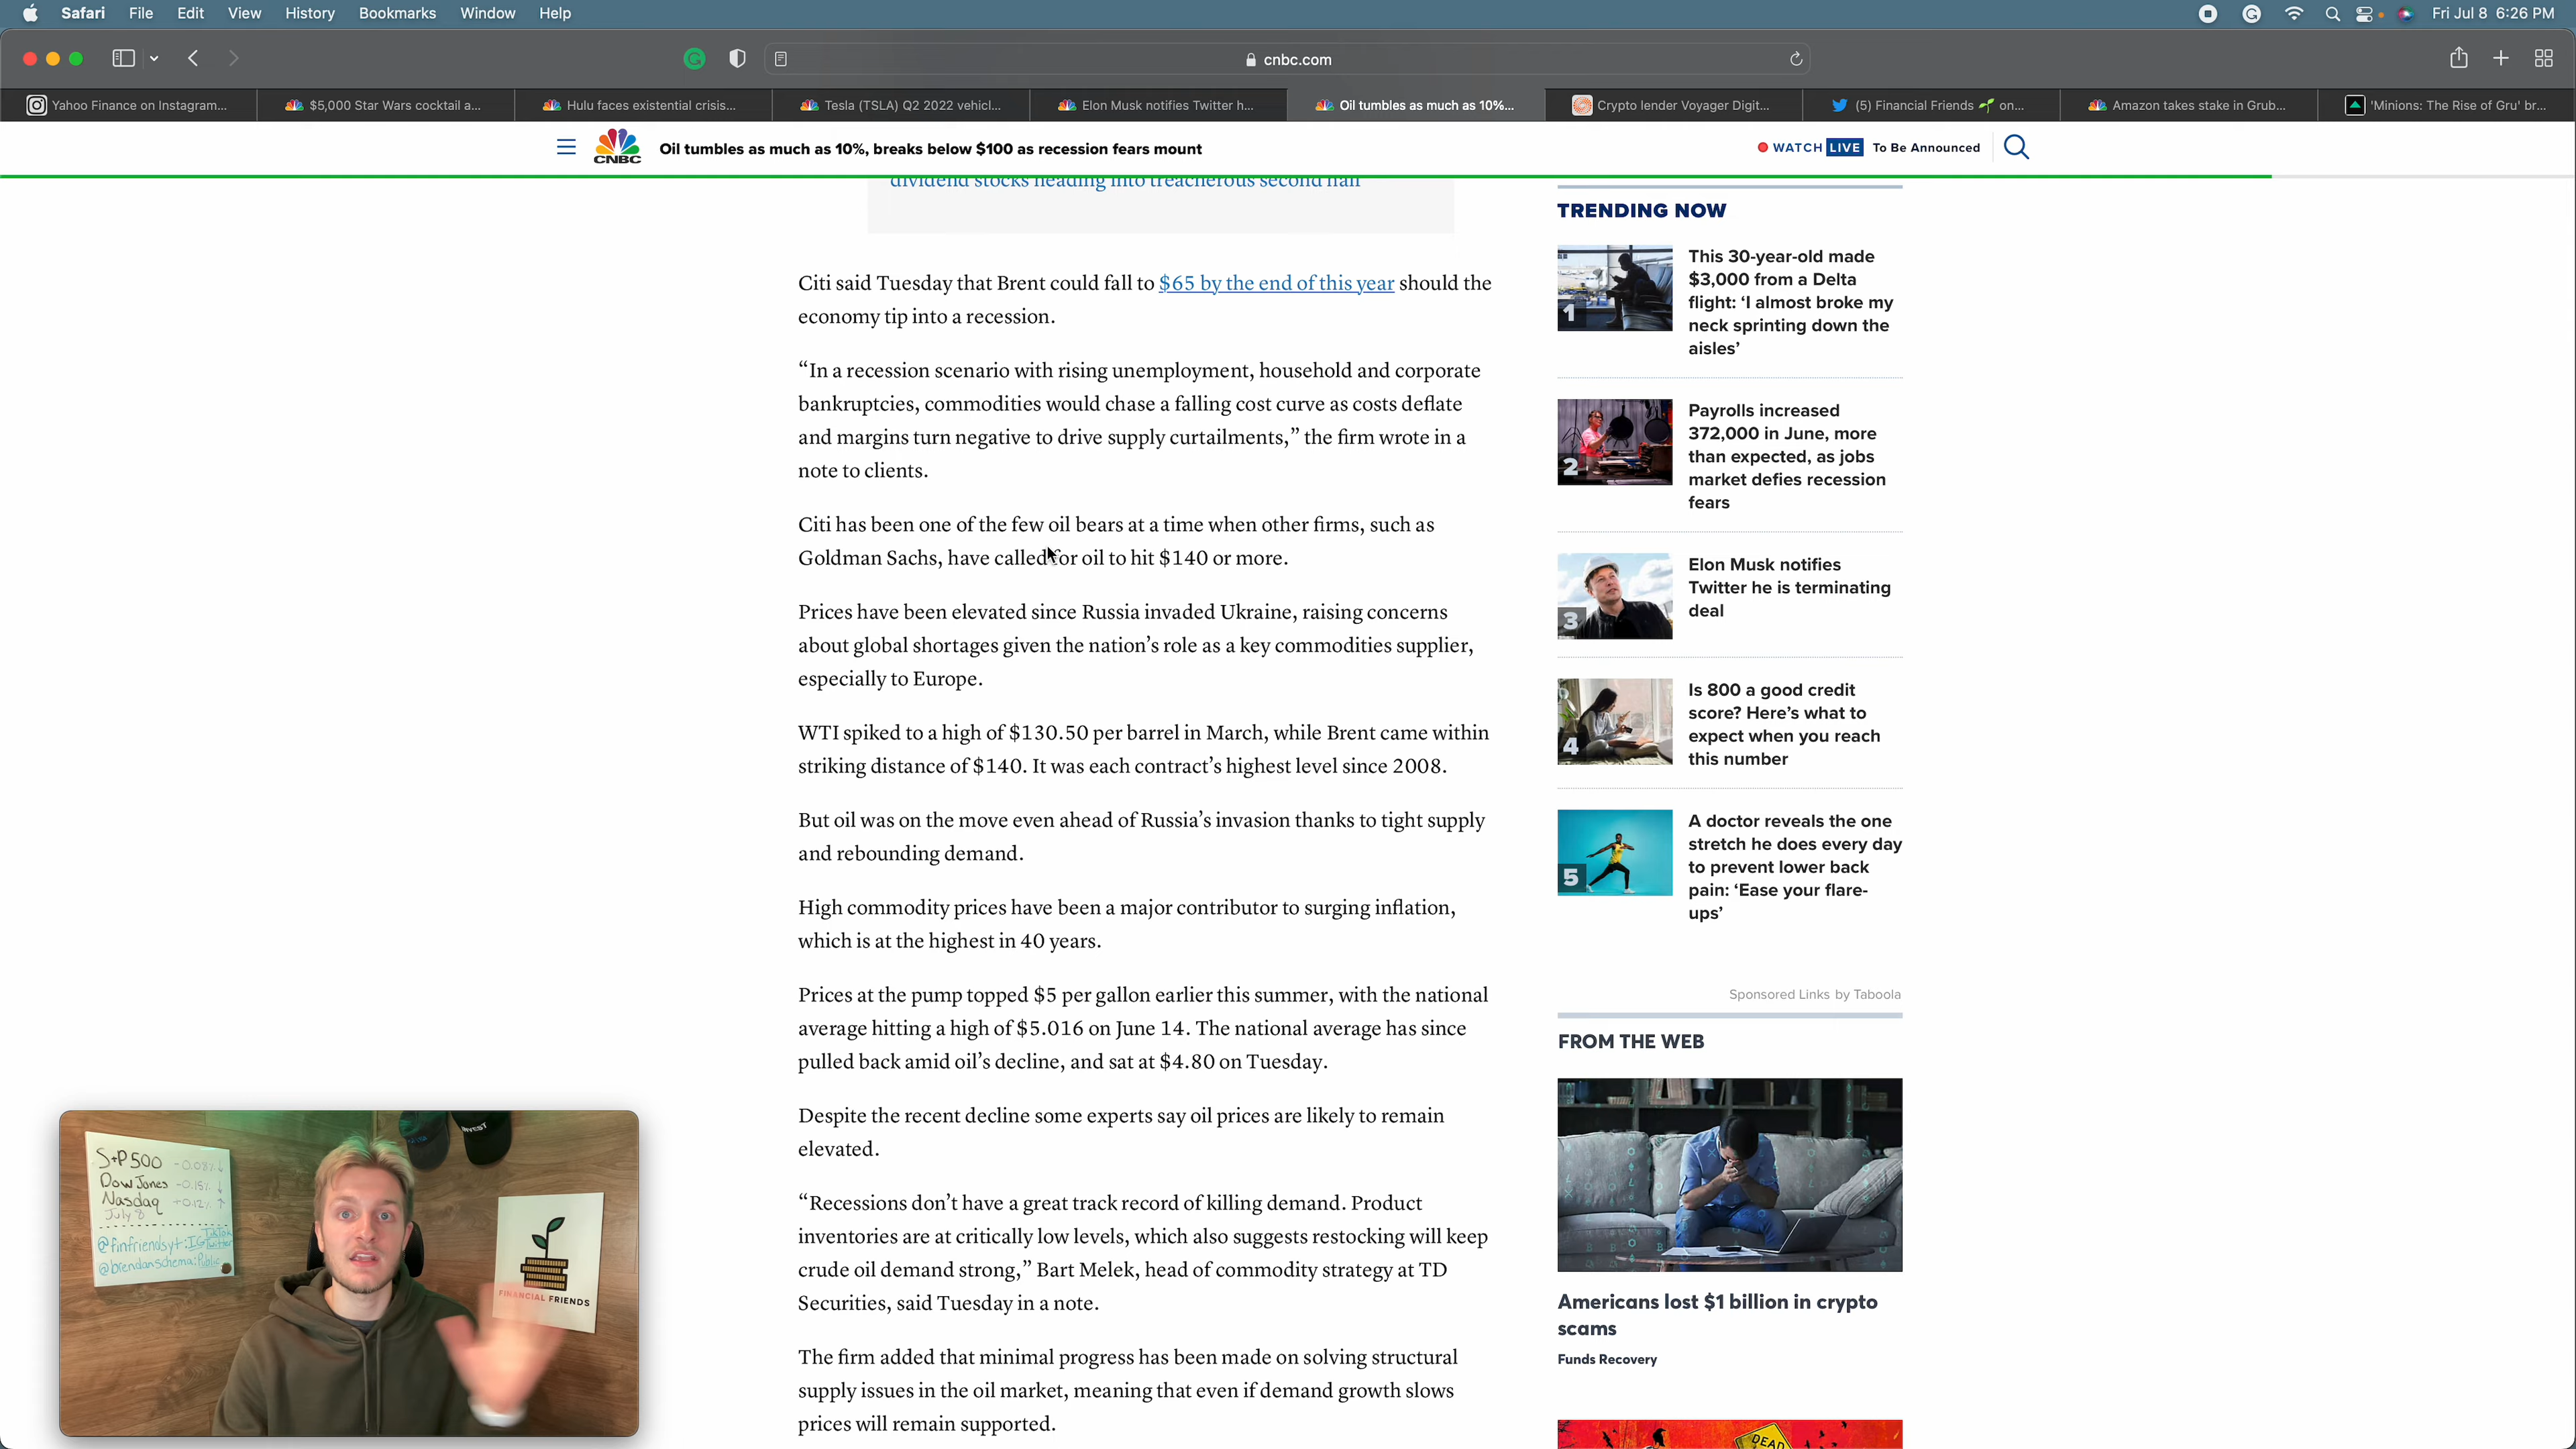 Safari File Edit View History Bookmarks Window Help
Fri Jul 8 6:26 PM
cnbc.com
Yahoo Finance on Instagram...
$5,000 Star Wars cocktail a...
Hulu faces existential crisis...
Tesla (TSLA) Q2 2022 vehicl...
Elon Musk notifies Twitter h...
Oil tumbles as much as 10%...
Crypto lender Voyager Digit...
(5) Financial Friends 🌱 on...
Amazon takes stake in Grub...
'Minions: The Rise of Gru' br...
CNBC
Oil tumbles as much as 10%, breaks below $100 as recession fears mount
WATCH LIVE To Be Announced
dividend stocks heading into treacherous second half
Citi said Tuesday that Brent could fall to $65 by the end of this year should the
economy tip into a recession.
“In a recession scenario with rising unemployment, household and corporate
bankruptcies, commodities would chase a falling cost curve as costs deflate
and margins turn negative to drive supply curtailments,” the firm wrote in a
note to clients.
Citi has been one of the few oil bears at a time when other firms, such as
Goldman Sachs, have called for oil to hit $140 or more.
Prices have been elevated since Russia invaded Ukraine, raising concerns
about global shortages given the nation’s role as a key commodities supplier,
especially to Europe.
WTI spiked to a high of $130.50 per barrel in March, while Brent came within
striking distance of $140. It was each contract’s highest level since 2008.
But oil was on the move even ahead of Russia’s invasion thanks to tight supply
and rebounding demand.
High commodity prices have been a major contributor to surging inflation,
which is at the highest in 40 years.
Prices at the pump topped $5 per gallon earlier this summer, with the national
average hitting a high of $5.016 on June 14. The national average has since
pulled back amid oil’s decline, and sat at $4.80 on Tuesday.
Despite the recent decline some experts say oil prices are likely to remain
elevated.
“Recessions don’t have a great track record of killing demand. Product
inventories are at critically low levels, which also suggests restocking will keep
crude oil demand strong,” Bart Melek, head of commodity strategy at TD
Securities, said Tuesday in a note.
The firm added that minimal progress has been made on solving structural
supply issues in the oil market, meaning that even if demand growth slows
prices will remain supported.
TRENDING NOW
1
This 30-year-old made
$3,000 from a Delta
flight: ‘I almost broke my
neck sprinting down the
aisles’
2
Payrolls increased
372,000 in June, more
than expected, as jobs
market defies recession
fears
3
Elon Musk notifies
Twitter he is terminating
deal
4
Is 800 a good credit
score? Here’s what to
expect when you reach
this number
5
A doctor reveals the one
stretch he does every day
to prevent lower back
pain: ‘Ease your flare-
ups’
Sponsored Links by Taboola
FROM THE WEB
Americans lost $1 billion in crypto
scams
Funds Recovery
DEAD
S+P 500 -0.08% ↓
Dow Jones -0.15% ↓
Nasdaq +0.12% ↑
July 8
@finfriendsyt: IG TikTok Twitter
@brendanschema: Public
INVEST
FINANCIAL FRIENDS